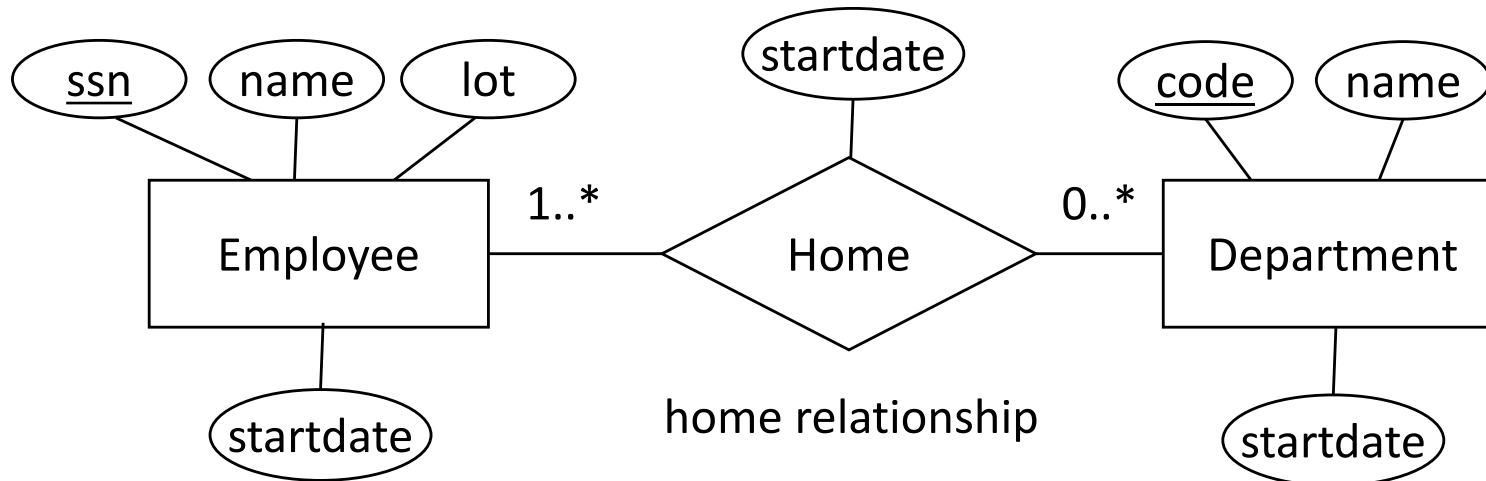 startdate
ssn name lot code name
1..* 0..*
Employee Home Department
home relationship
startdate startdate